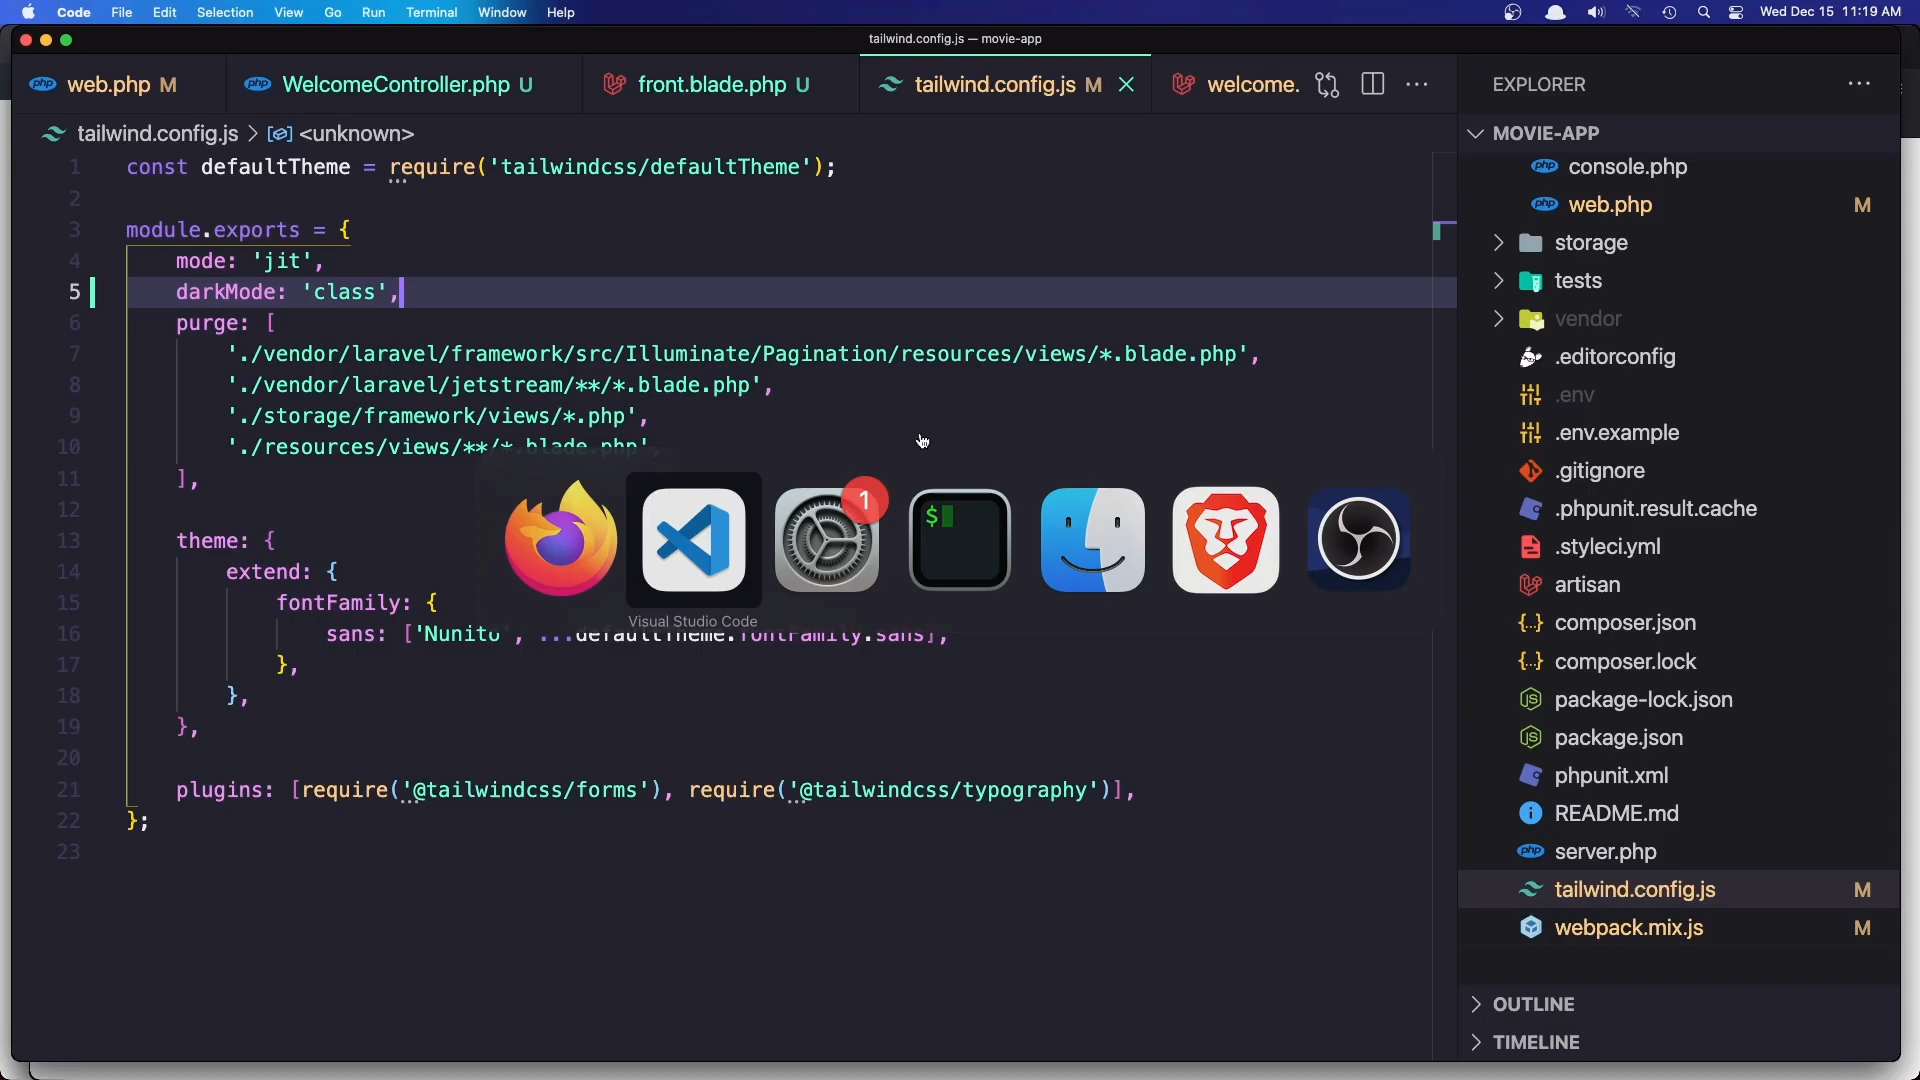 Code File Edit Selection View Go Run Terminal Window Help Wed Dec 15 11:19 AM
tailwind.config.js — movie-app
web.php M WelcomeController.php U front.blade.php U tailwind.config.js M welcome. EXPLORER
tailwind.config.js > <unknown>
MOVIE-APP
1 const defaultTheme = require('tailwindcss/defaultTheme');
2
3 module.exports = {
4 mode: 'jit',
5 darkMode: 'class',
6 purge: [
7 './vendor/laravel/framework/src/Illuminate/Pagination/resources/views/*.blade.php',
8 './vendor/laravel/jetstream/**/*.blade.php',
9 './storage/framework/views/*.php',
10 './resources/views/**/*.blade.php',
11 ],
12
13 theme: {
14 extend: {
15 fontFamily: {
16 sans: ['Nunito', ...defaultTheme.fontFamily.sans],
17 },
18 },
19 },
20
21 plugins: [require('@tailwindcss/forms'), require('@tailwindcss/typography')],
22 };
23
1
$
Visual Studio Code
console.php
web.php M
storage
tests
vendor
.editorconfig
.env
.env.example
.gitignore
.phpunit.result.cache
.styleci.yml
artisan
composer.json
composer.lock
package-lock.json
package.json
phpunit.xml
README.md
server.php
tailwind.config.js M
webpack.mix.js M
OUTLINE
TIMELINE